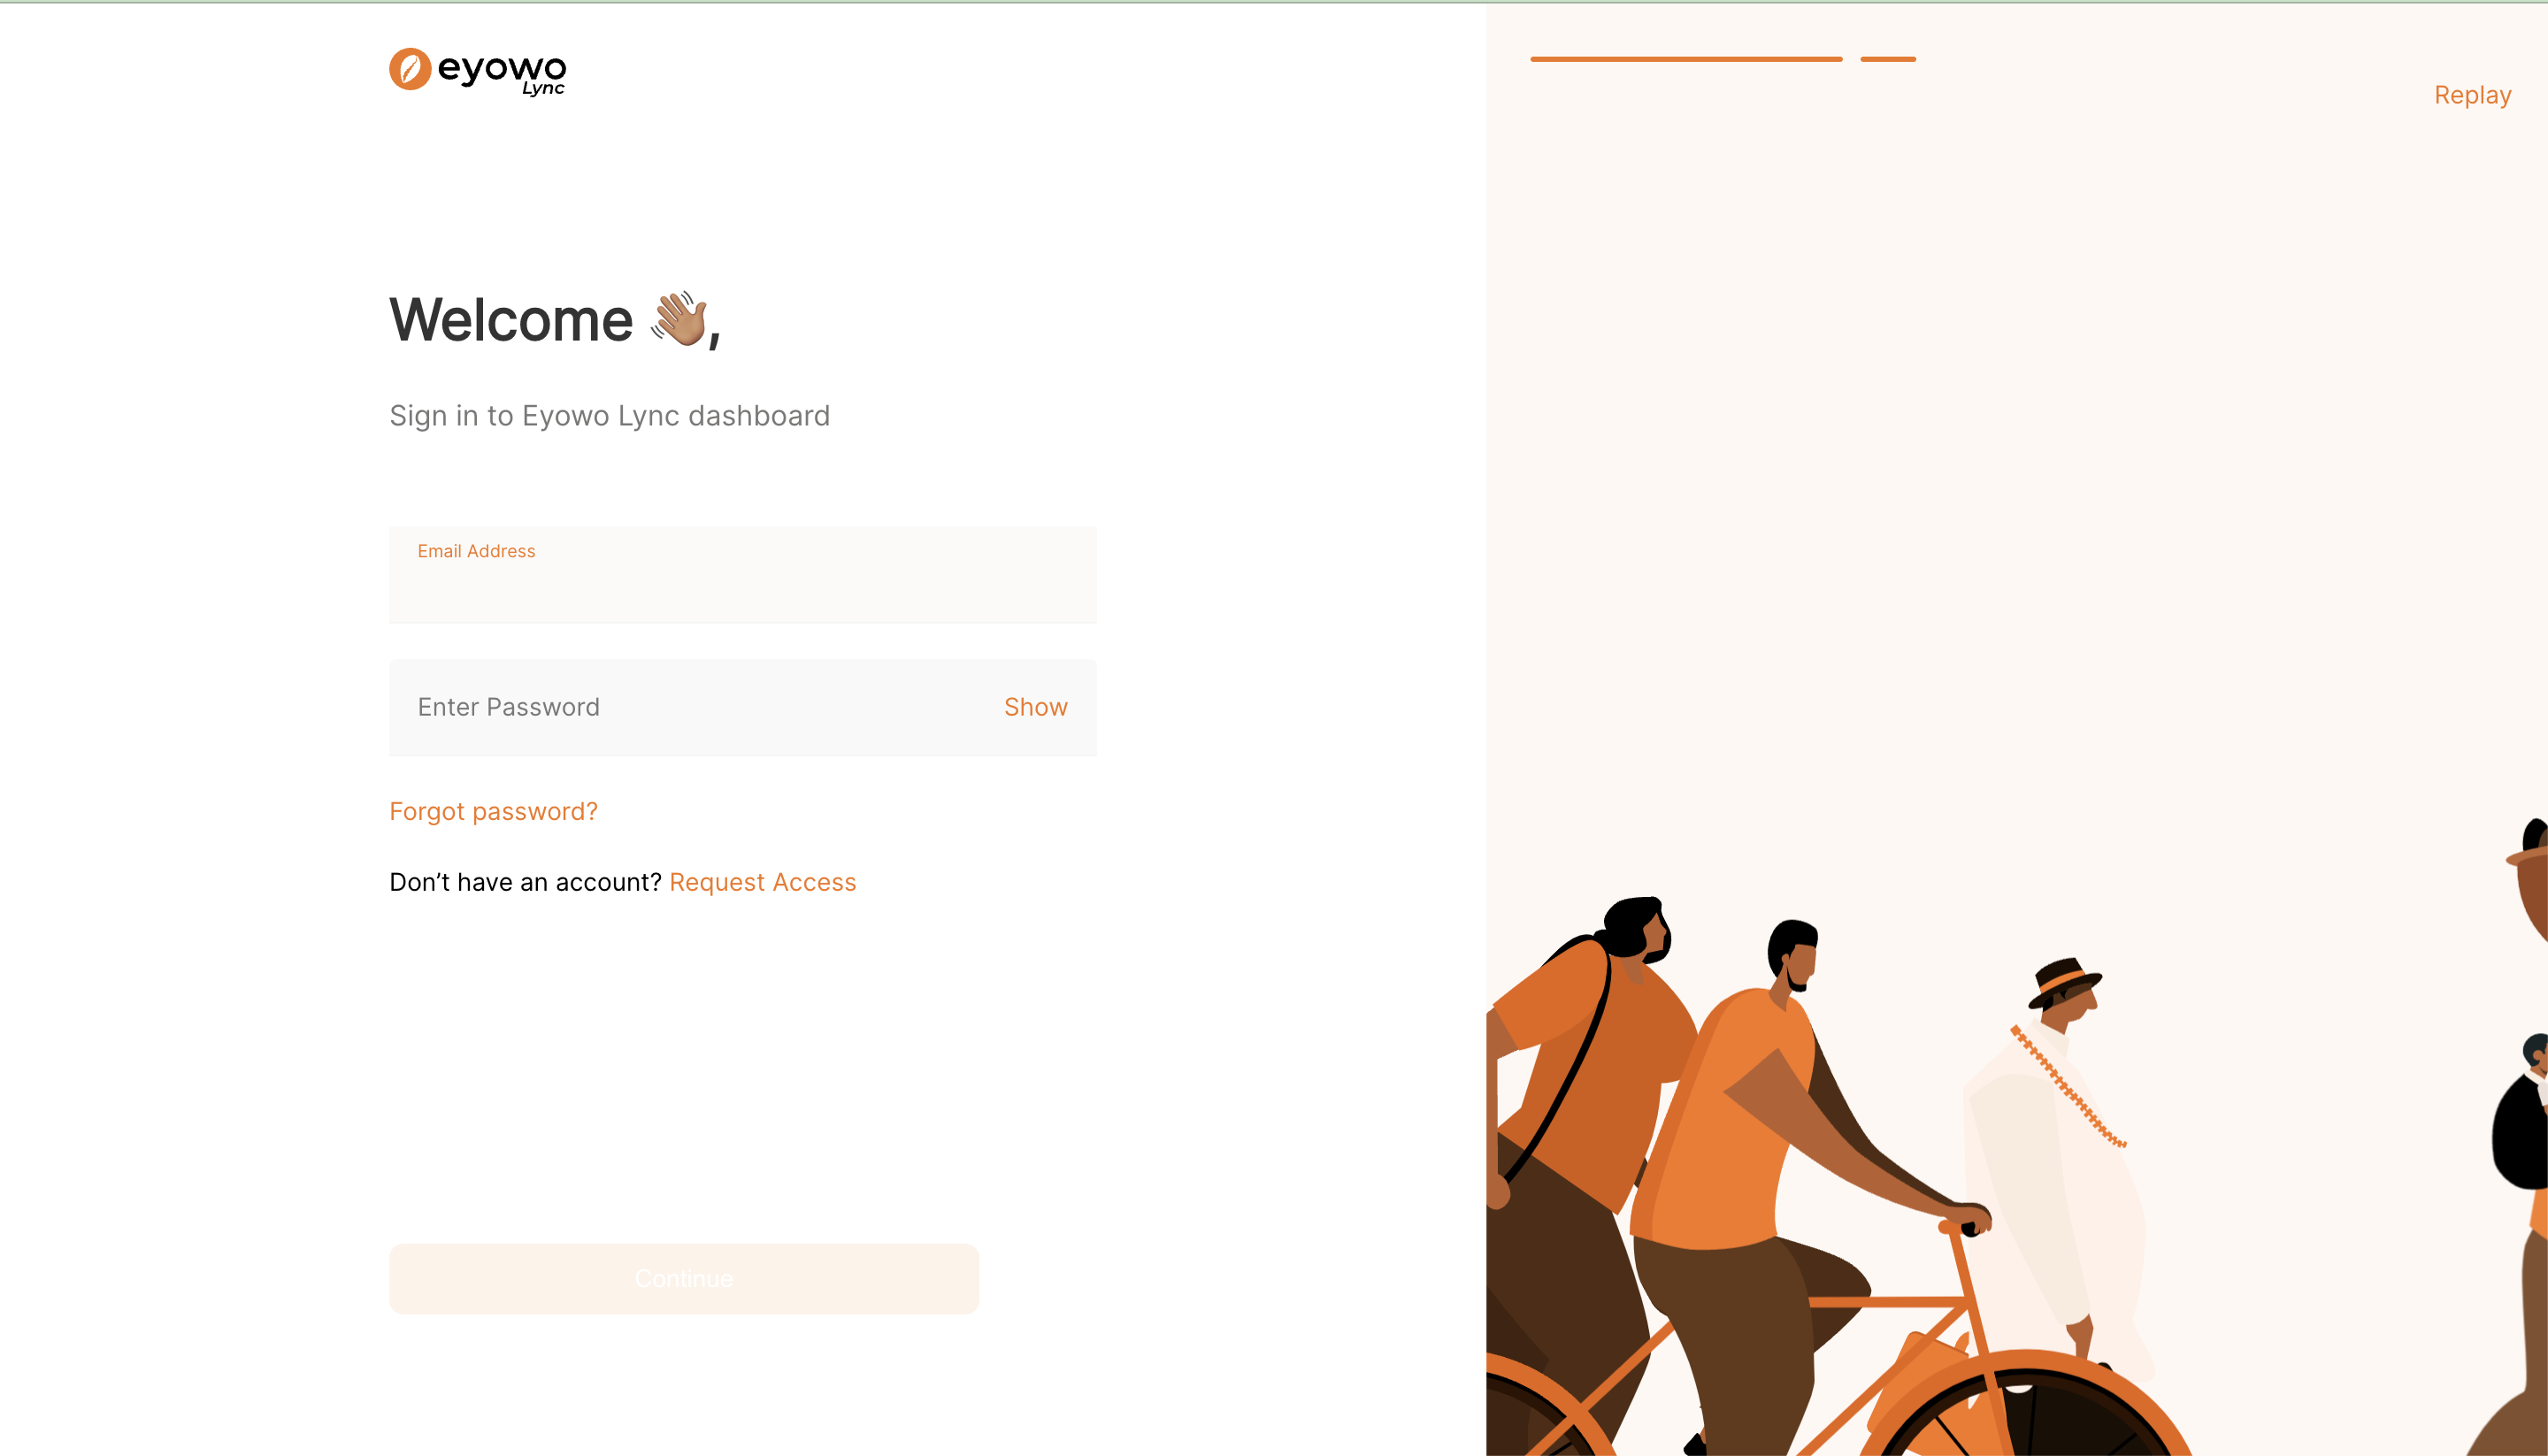 eyowo
Lync
Replay
Welcome 👋🏽,
Sign in to Eyowo Lync dashboard
Email Address
Enter Password Show
Forgot password?
Don’t have an account? Request Access
Continue